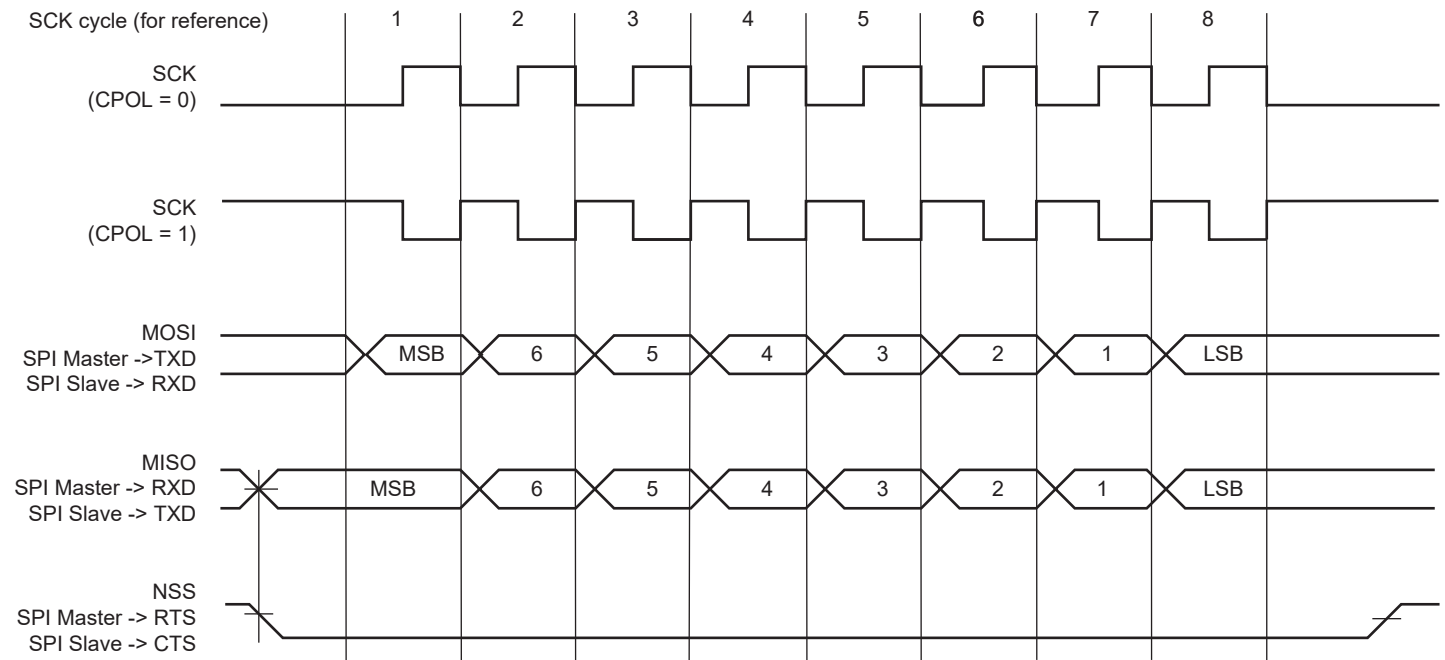 SCK cycle (for reference) 1 2 3 4 5 6 7 8
SCK
(CPOL = 0)
SCK
(CPOL = 1)
MOSI
SPI Master ->TXD
SPI Slave -> RXD
MSB 6 5 4 3 2 1 LSB
MISO
SPI Master -> RXD
SPI Slave -> TXD
MSB 6 5 4 3 2 1 LSB
NSS
SPI Master -> RTS
SPI Slave -> CTS